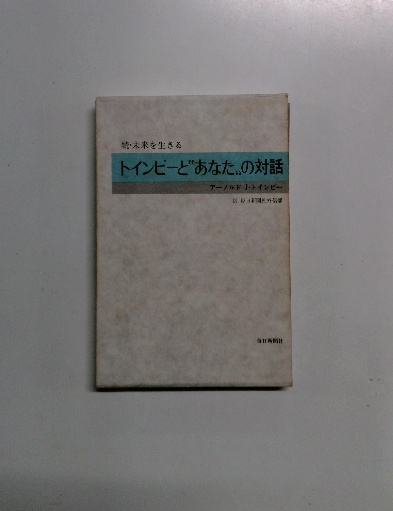 続・未来を生きる
トインビーと"あなた〟の対話
アーノルド・J・トインビー
毎日新聞社